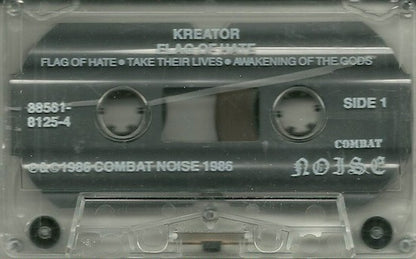 KREATOR
FLAG OF HATE
FLAG OF HATE • TAKE THEIR LIVES • AWAKENING OF THE GODS
88561-
8125-4
SIDE 1
COMBAT
NOISE
℗&©1986 COMBAT NOISE 1986